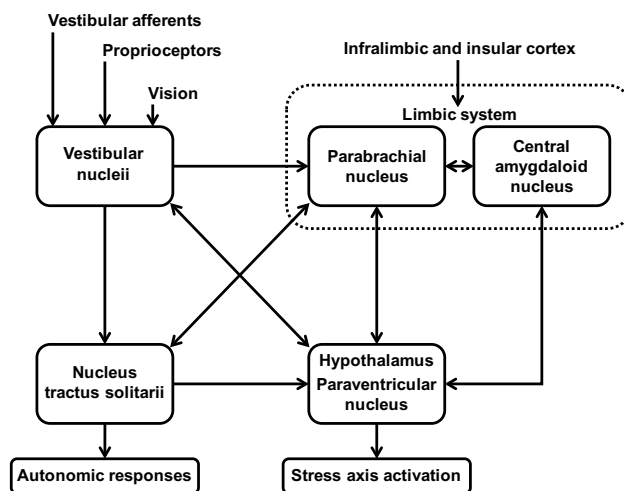 Vestibular afferents
Proprioceptors
Vision
Infralimbic and insular cortex
Limbic system
Vestibular
nucleii
Parabrachial
nucleus
Central
amygdaloid
nucleus
Nucleus
tractus solitarii
Hypothalamus
Paraventricular
nucleus
Autonomic responses
Stress axis activation